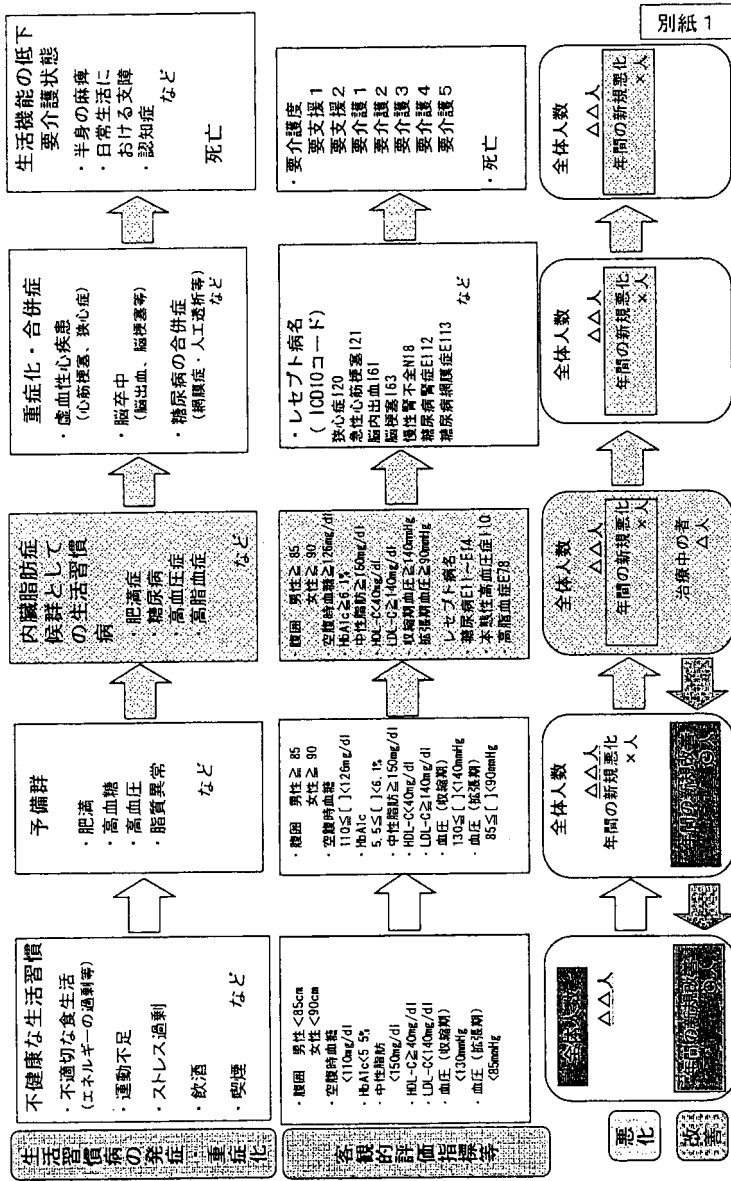 別紙1
生活習慣病の発症・重症化
不健康な生活習慣
・不適切な食生活
(エネルギーの過剰等)
・運動不足
・ストレス過剰
・飲酒
・喫煙
など
予備群
・肥満
・高血糖
・高血圧
・脂質異常
など
内臓脂肪症
候群として
の生活習慣
病
・肥満症
・糖尿病
・高血圧症
・高脂血症
など
重症化・合併症
・虚血性心疾患
(心筋梗塞、狭心症)
・脳卒中
(脳出血、脳梗塞等)
・糖尿病の合併症
(網膜症・人工透析等)
など
生活機能の低下
要介護状態
・半身の麻痺
・日常生活に
おける支障
・認知症
など
死亡
客観的評価指標等
・腹囲 男性<85cm
女性<90cm
・空腹時血糖
<110mg/dl
・HbA1c<5.5%
・中性脂肪
<150mg/dl
・HDL-C≧40mg/dl
・LDL-C<140mg/dl
・血圧(収縮期)
<130mmHg
・血圧(拡張期)
<85mmHg
・腹囲 男性≧85
女性≧90
・空腹時血糖
110≦[ ]<126mg/dl
・HbA1c
5.5≦[ ]<6.1%
・中性脂肪≧150mg/dl
・HDL-C<40mg/dl
・LDL-C≧140mg/dl
・血圧(収縮期)
130≦[ ]<140mmHg
・血圧(拡張期)
85≦[ ]<90mmHg
・腹囲 男性≧85
女性≧90
・空腹時血糖≧126mg/dl
・HbA1c≧6.1%
・中性脂肪≧150mg/dl
・HDL-C<40mg/dl
・LDL-C≧140mg/dl
・収縮期血圧≧140mmHg
・拡張期血圧≧90mmHg
レセプト病名
・糖尿病E11~E14
・本態性高血圧症I10
・高脂血症E78
・レセプト病名
(ICD10コード)
狭心症I20
急性心筋梗塞I21
脳内出血I61
脳梗塞I63
慢性腎不全N18
糖尿病腎症E112
糖尿病網膜症E113
など
・要介護度
要支援1
要支援2
要介護1
要介護2
要介護3
要介護4
要介護5
・死亡
悪化
改善
全体人数
△△人
年間の新規改善
○人
全体人数
△△人
年間の新規悪化
×人
年間の新規改善
○人
全体人数
△△人
年間の新規悪化
×人
治療中の者
△人
全体人数
△△人
年間の新規悪化
×人
全体人数
△△人
年間の新規悪化
×人